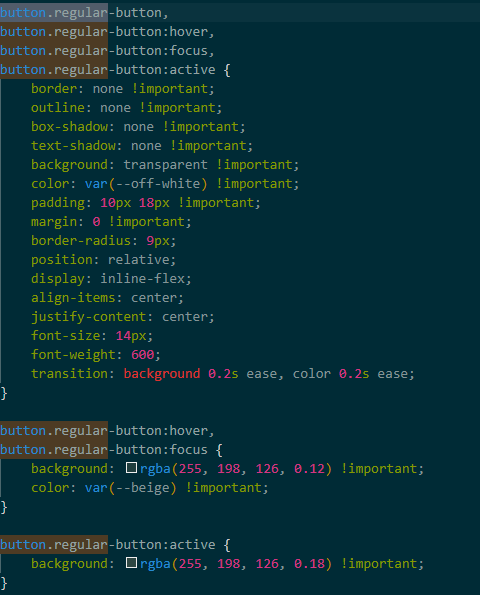 button.regular-button,
button.regular-button:hover,
button.regular-button:focus,
button.regular-button:active {
    border: none !important;
    outline: none !important;
    box-shadow: none !important;
    text-shadow: none !important;
    background: transparent !important;
    color: var(--off-white) !important;
    padding: 10px 18px !important;
    margin: 0 !important;
    border-radius: 9px;
    position: relative;
    display: inline-flex;
    align-items: center;
    justify-content: center;
    font-size: 14px;
    font-weight: 600;
    transition: background 0.2s ease, color 0.2s ease;
}

button.regular-button:hover,
button.regular-button:focus {
    background: rgba(255, 198, 126, 0.12) !important;
    color: var(--beige) !important;
}

button.regular-button:active {
    background: rgba(255, 198, 126, 0.18) !important;
}